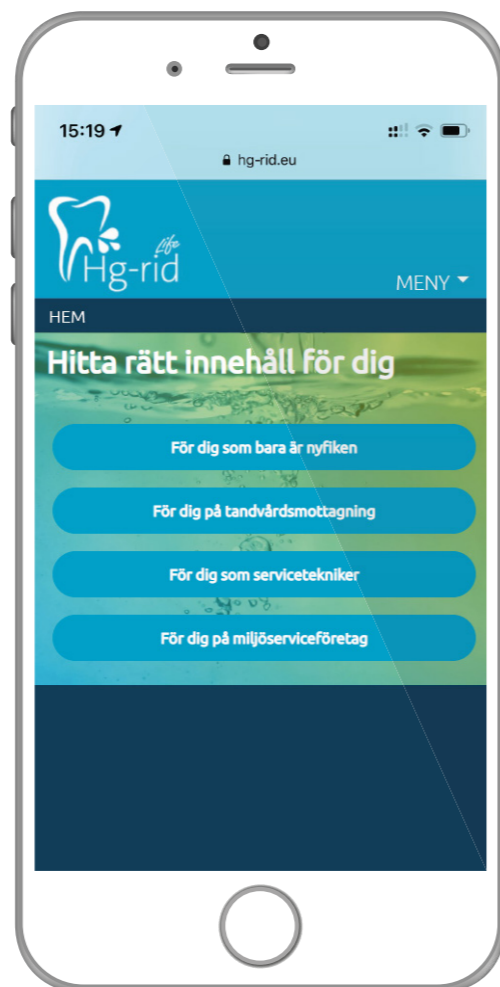 15:19
hg-rid.eu
Life
Hg-rid
MENY
HEM
Hitta rätt innehåll för dig
För dig som bara är nyfiken
För dig på tandvårdsmottagning
För dig som servicetekniker
För dig på miljöserviceföretag